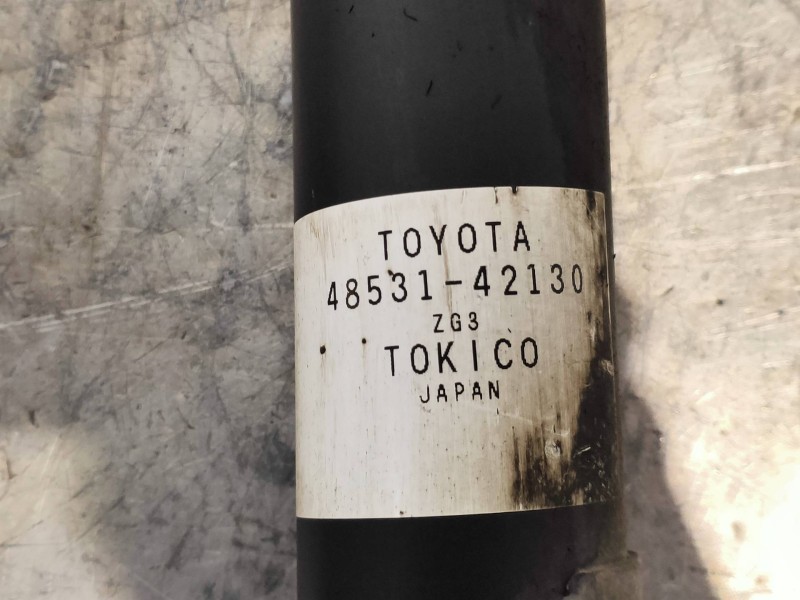 TOYOTA
48531-42130
ZG3
TOKICO
JAPAN